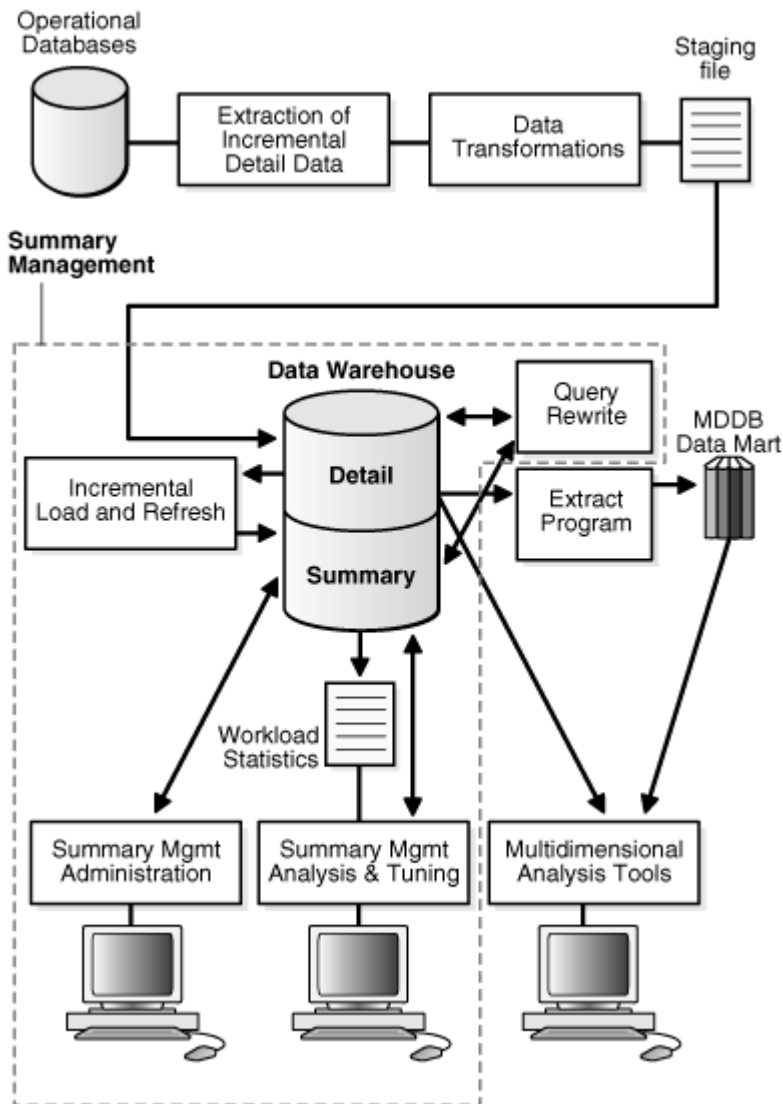 Operational
Databases
Extraction of
Incremental
Detail Data
Data
Transformations
Staging
file
Summary
Management
Data Warehouse
Query
Rewrite
MDDB
Data Mart
Detail
Incremental
Load and Refresh
Extract
Program
Summary
Workload
Statistics
Summary Mgmt
Administration
Summary Mgmt
Analysis & Tuning
Multidimensional
Analysis Tools